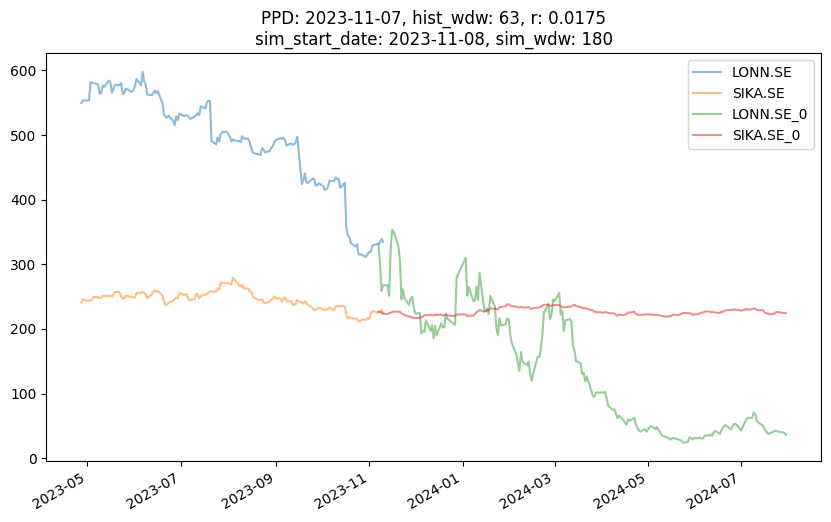 PPD: 2023-11-07, hist_wdw: 63, r: 0.0175
sim_start_date: 2023-11-08, sim_wdw: 180
LONN.SE
SIKA.SE
LONN.SE_0
SIKA.SE_0
600
500
400
300
200
100
0
2023-05
2023-07
2023-09
2023-11
2024-01
2024-03
2024-05
2024-07